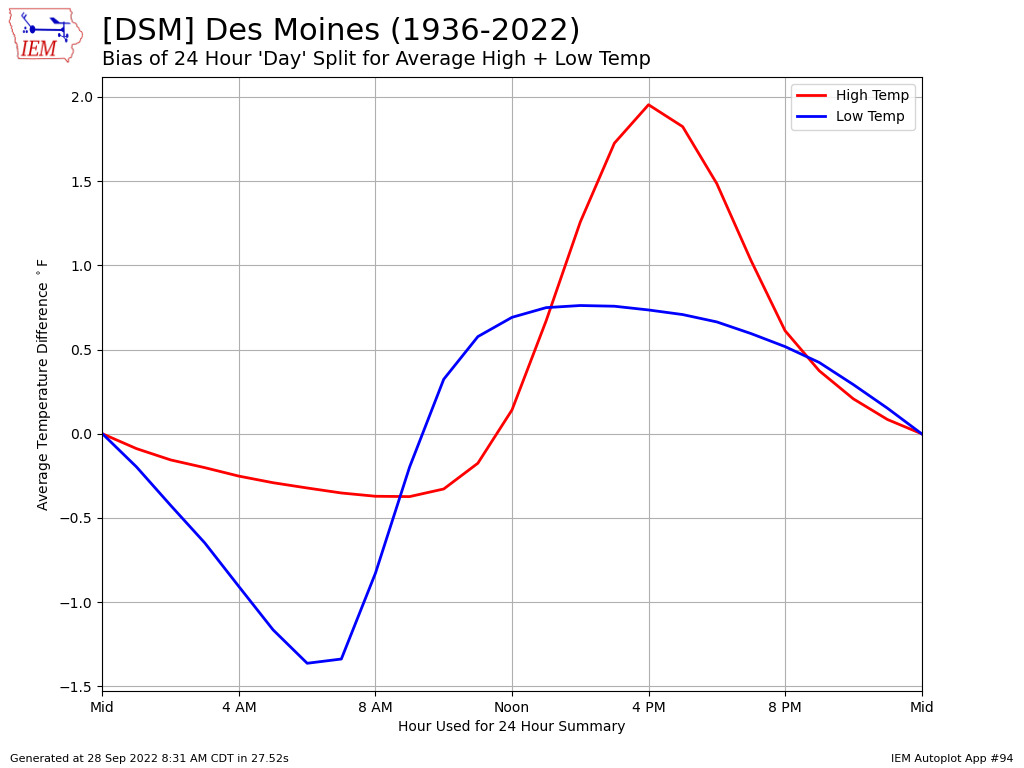 IEM
[DSM] Des Moines (1936-2022)
Bias of 24 Hour 'Day' Split for Average High + Low Temp
High Temp
Low Temp
2.0
1.5
1.0
0.5
0.0
−0.5
−1.0
−1.5
Average Temperature Difference °F
Mid 4 AM 8 AM Noon 4 PM 8 PM Mid
Hour Used for 24 Hour Summary
Generated at 28 Sep 2022 8:31 AM CDT in 27.52s
IEM Autoplot App #94